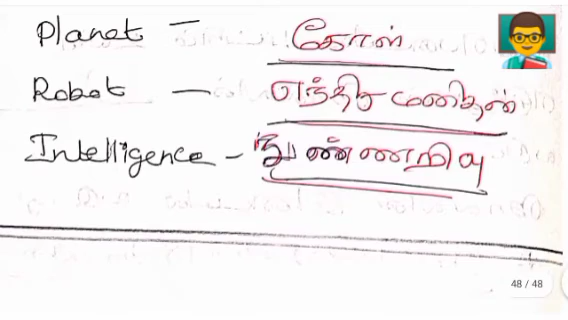 Planet — கோள்
Robot — எந்திர மனிதன்
Intelligence - நுண்ணறிவு
48 / 48